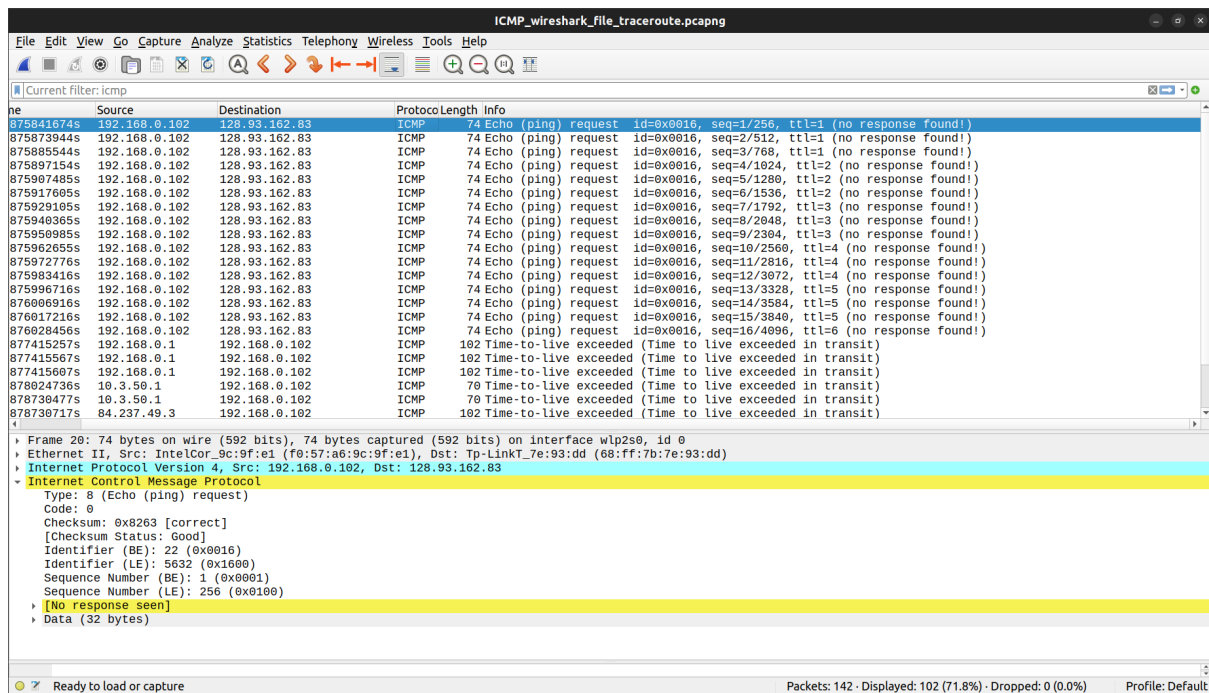 ICMP_wireshark_file_traceroute.pcapng
File Edit View Go Capture Analyze Statistics Telephony Wireless Tools Help
Current filter: icmp
ne Source Destination Protoco Length Info
875841674s 192.168.0.102 128.93.162.83 ICMP 74 Echo (ping) request id=0x0016, seq=1/256, ttl=1 (no response found!)
875873944s 192.168.0.102 128.93.162.83 ICMP 74 Echo (ping) request id=0x0016, seq=2/512, ttl=1 (no response found!)
875885544s 192.168.0.102 128.93.162.83 ICMP 74 Echo (ping) request id=0x0016, seq=3/768, ttl=1 (no response found!)
875897154s 192.168.0.102 128.93.162.83 ICMP 74 Echo (ping) request id=0x0016, seq=4/1024, ttl=2 (no response found!)
875907485s 192.168.0.102 128.93.162.83 ICMP 74 Echo (ping) request id=0x0016, seq=5/1280, ttl=2 (no response found!)
875917605s 192.168.0.102 128.93.162.83 ICMP 74 Echo (ping) request id=0x0016, seq=6/1536, ttl=2 (no response found!)
875929105s 192.168.0.102 128.93.162.83 ICMP 74 Echo (ping) request id=0x0016, seq=7/1792, ttl=3 (no response found!)
875940365s 192.168.0.102 128.93.162.83 ICMP 74 Echo (ping) request id=0x0016, seq=8/2048, ttl=3 (no response found!)
875950985s 192.168.0.102 128.93.162.83 ICMP 74 Echo (ping) request id=0x0016, seq=9/2304, ttl=3 (no response found!)
875962655s 192.168.0.102 128.93.162.83 ICMP 74 Echo (ping) request id=0x0016, seq=10/2560, ttl=4 (no response found!)
875972776s 192.168.0.102 128.93.162.83 ICMP 74 Echo (ping) request id=0x0016, seq=11/2816, ttl=4 (no response found!)
875983416s 192.168.0.102 128.93.162.83 ICMP 74 Echo (ping) request id=0x0016, seq=12/3072, ttl=4 (no response found!)
875996716s 192.168.0.102 128.93.162.83 ICMP 74 Echo (ping) request id=0x0016, seq=13/3328, ttl=5 (no response found!)
876006916s 192.168.0.102 128.93.162.83 ICMP 74 Echo (ping) request id=0x0016, seq=14/3584, ttl=5 (no response found!)
876017216s 192.168.0.102 128.93.162.83 ICMP 74 Echo (ping) request id=0x0016, seq=15/3840, ttl=5 (no response found!)
876028456s 192.168.0.102 128.93.162.83 ICMP 74 Echo (ping) request id=0x0016, seq=16/4096, ttl=6 (no response found!)
877415257s 192.168.0.1 192.168.0.102 ICMP 102 Time-to-live exceeded (Time to live exceeded in transit)
877415567s 192.168.0.1 192.168.0.102 ICMP 102 Time-to-live exceeded (Time to live exceeded in transit)
877415607s 192.168.0.1 192.168.0.102 ICMP 102 Time-to-live exceeded (Time to live exceeded in transit)
878024736s 10.3.50.1 192.168.0.102 ICMP 70 Time-to-live exceeded (Time to live exceeded in transit)
878730477s 10.3.50.1 192.168.0.102 ICMP 70 Time-to-live exceeded (Time to live exceeded in transit)
878730717s 84.237.49.3 192.168.0.102 ICMP 102 Time-to-live exceeded (Time to live exceeded in transit)
Frame 20: 74 bytes on wire (592 bits), 74 bytes captured (592 bits) on interface wlp2s0, id 0
Ethernet II, Src: IntelCor_9c:9f:e1 (f0:57:a6:9c:9f:e1), Dst: Tp-LinkT_7e:93:dd (68:ff:7b:7e:93:dd)
Internet Protocol Version 4, Src: 192.168.0.102, Dst: 128.93.162.83
Internet Control Message Protocol
Type: 8 (Echo (ping) request)
Code: 0
Checksum: 0x8263 [correct]
[Checksum Status: Good]
Identifier (BE): 22 (0x0016)
Identifier (LE): 5632 (0x1600)
Sequence Number (BE): 1 (0x0001)
Sequence Number (LE): 256 (0x0100)
[No response seen]
Data (32 bytes)
Ready to load or capture Packets: 142 · Displayed: 102 (71.8%) · Dropped: 0 (0.0%) Profile: Default